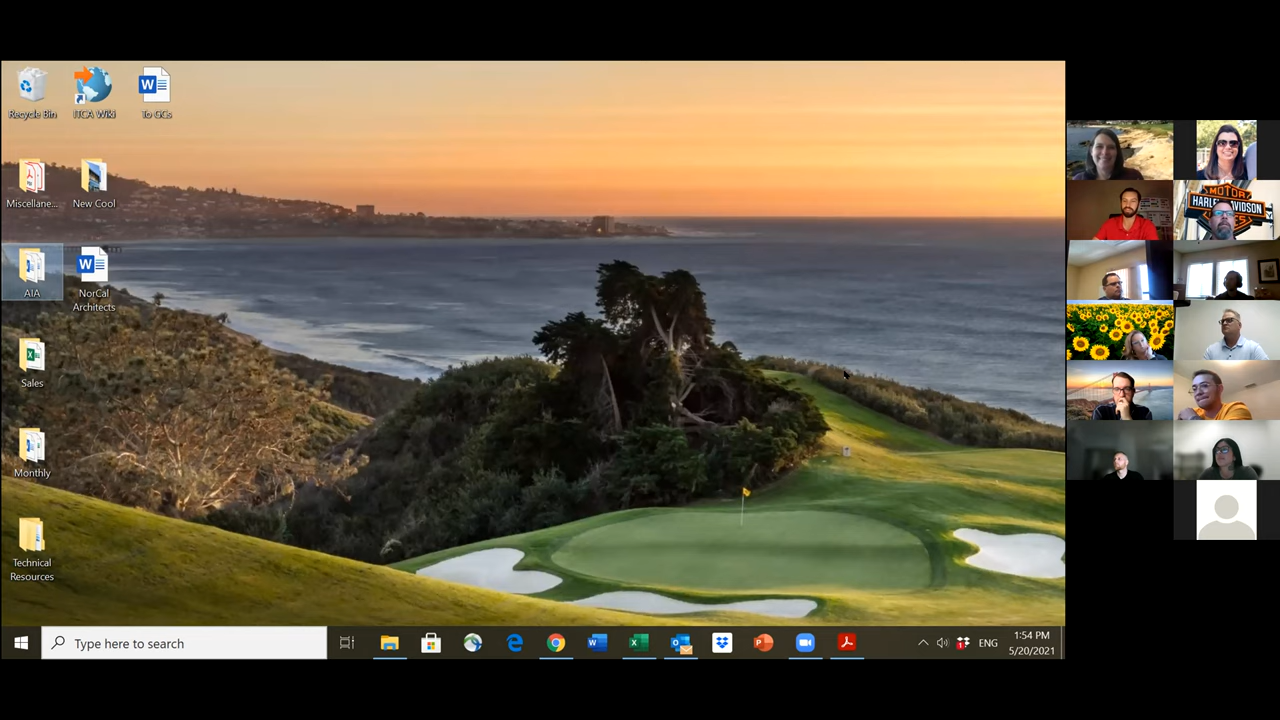 Recycle Bin
ITCA Wiki
To GCs
Miscellane...
New Cool
AIA
NorCal
Architects
Sales
Monthly
Technical
Resources
MOTOR
HARLEY-DAVIDSON
Type here to search
ENG
1:54 PM
5/20/2021